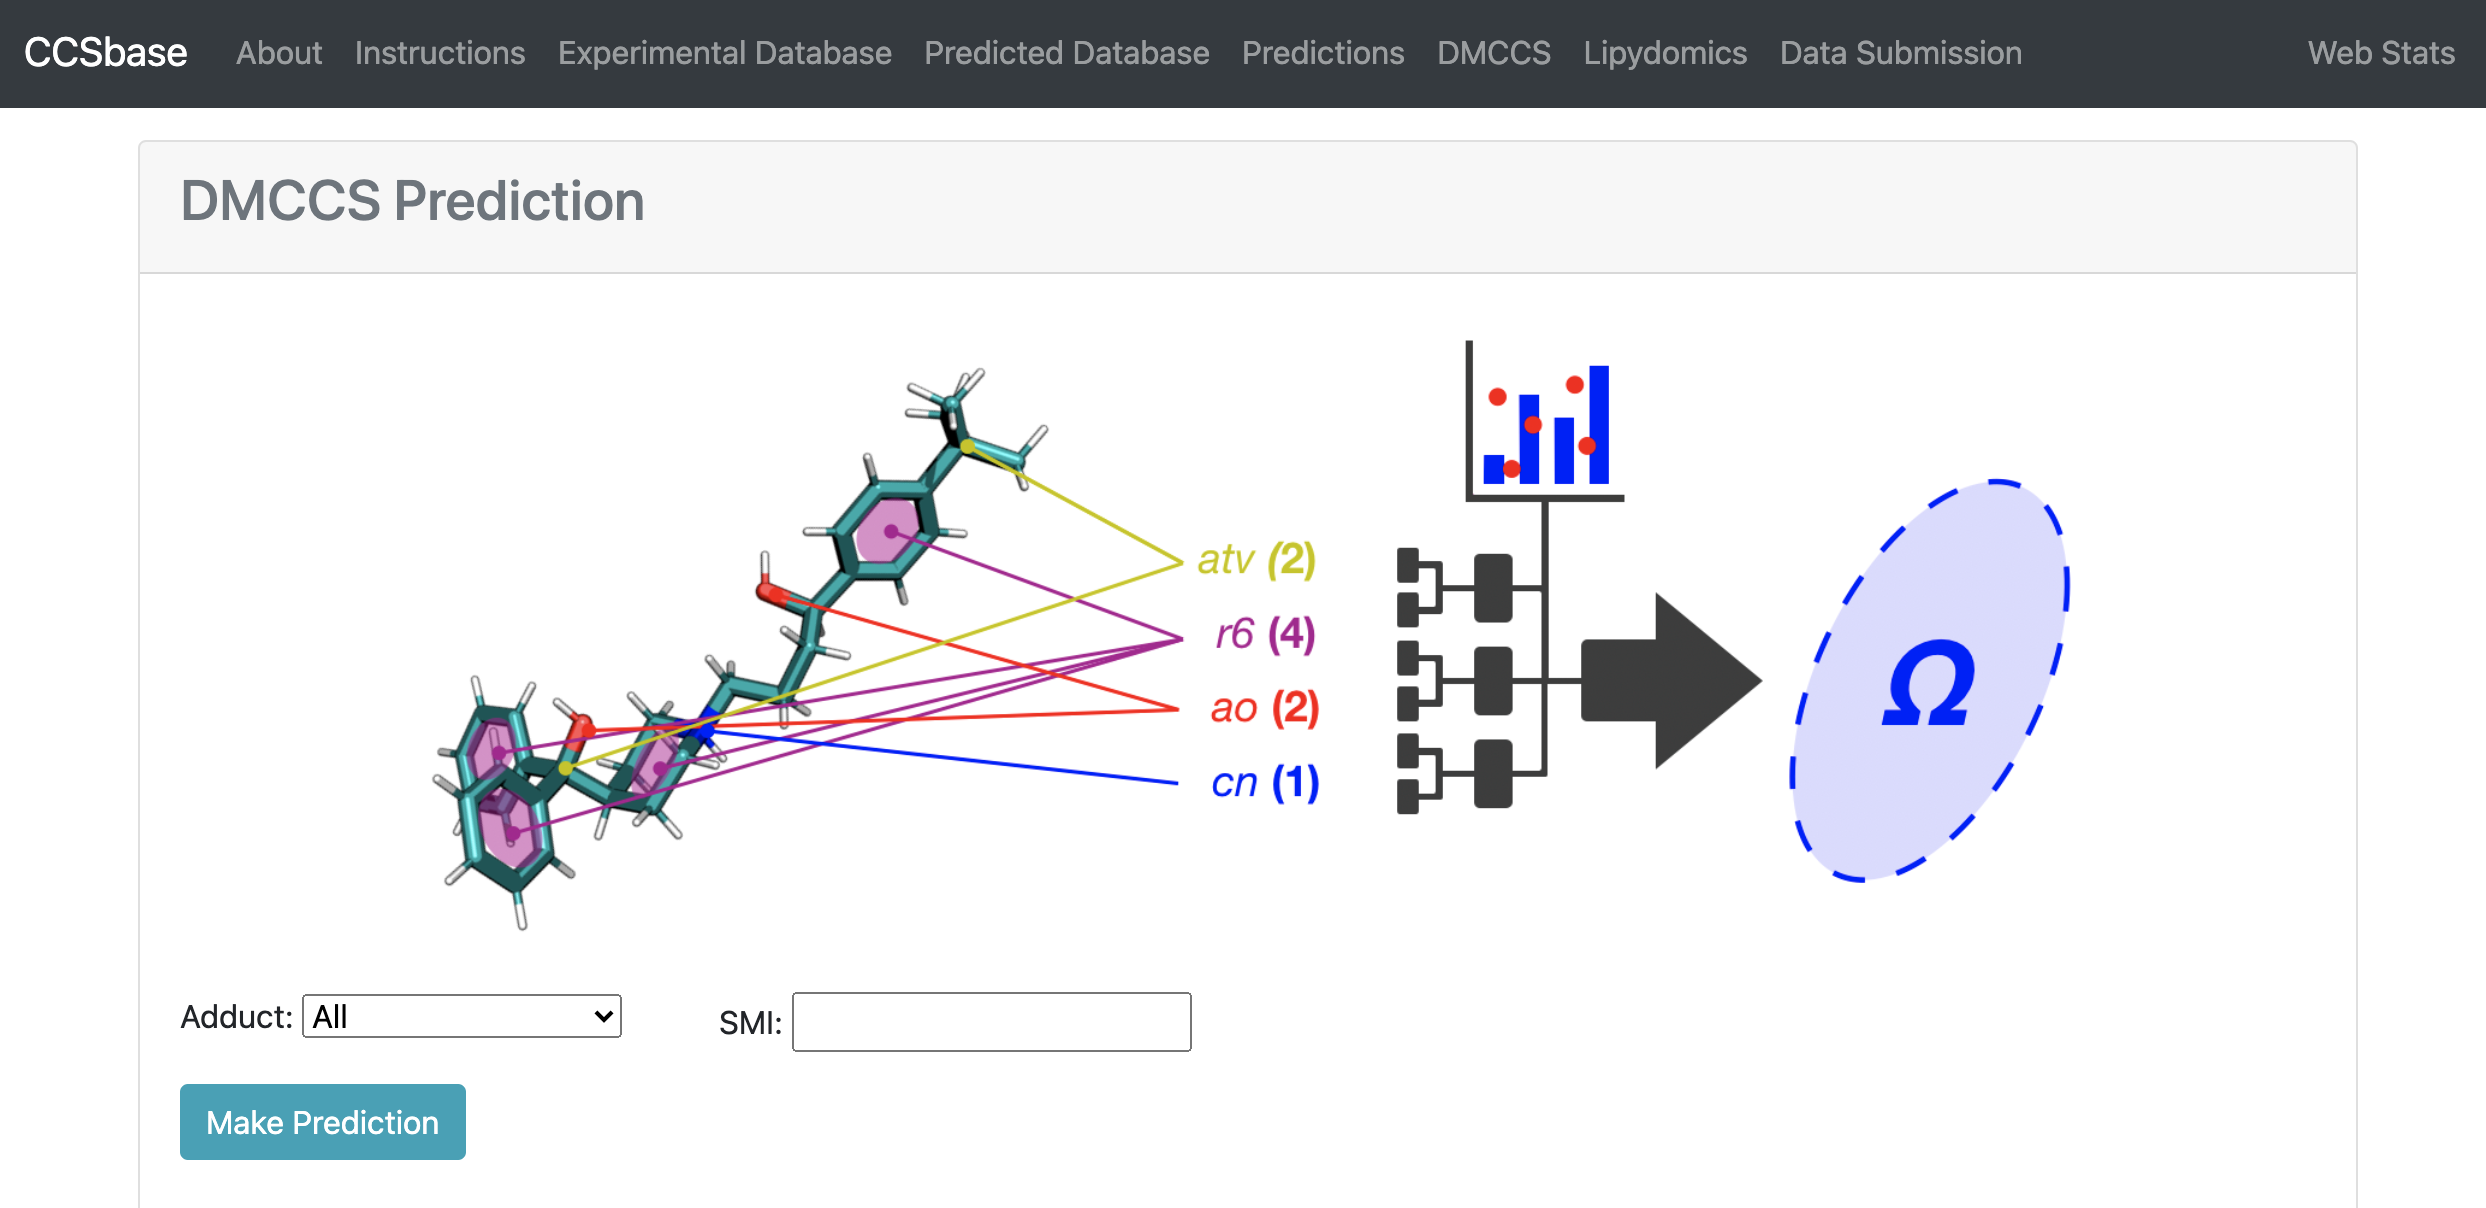 CCSbase About Instructions Experimental Database Predicted Database Predictions DMCCS Lipydomics Data Submission Web Stats
DMCCS Prediction
atv (2)
r6 (4)
ao (2)
cn (1)
Ω
Adduct: All
SMI:
Make Prediction